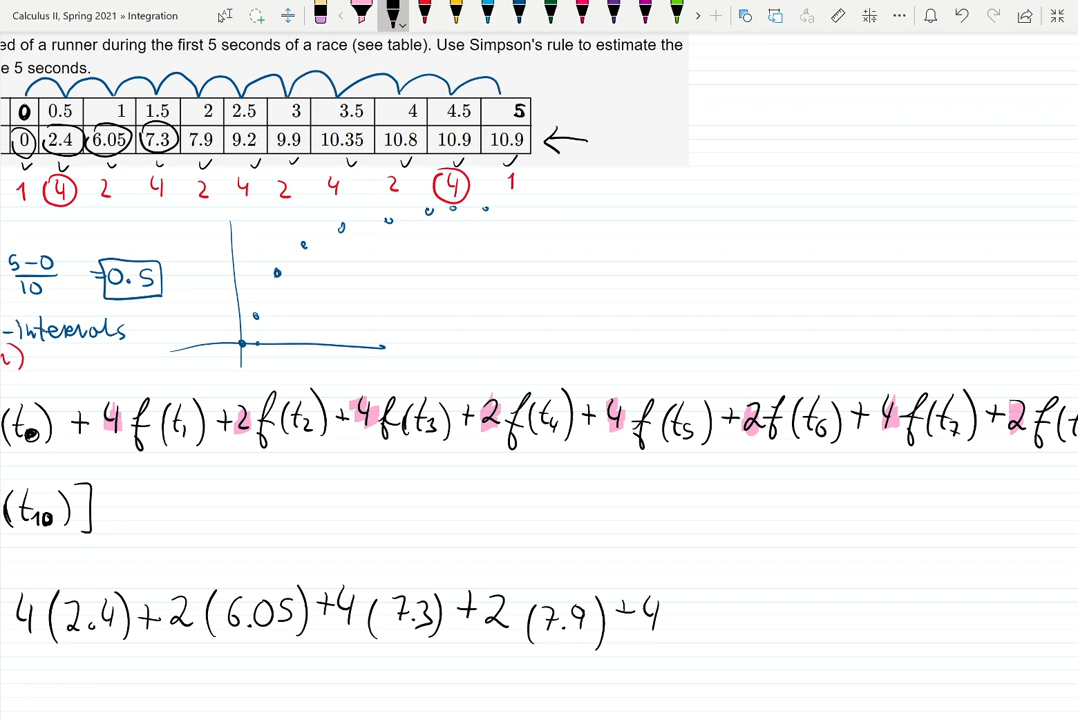 Calculus II, Spring 2021 » Integration
ed of a runner during the first 5 seconds of a race (see table). Use Simpson's rule to estimate the
e 5 seconds.
0 0.5 1 1.5 2 2.5 3 3.5 4 4.5 5
0 2.4 6.05 7.3 7.9 9.2 9.9 10.35 10.8 10.9 10.9
1 4 2 4 2 4 2 4 2 4 1
5-0
10
=0.5
-intervals
(t0) + 4f(t1)+2f(t2)+4f(t3)+2f(t4)+4f(t5)+2f(t6)+4f(t7)+2f(t
(t10)]
4(2.4)+2(6.05)+4(7.3)+2(7.9)+4